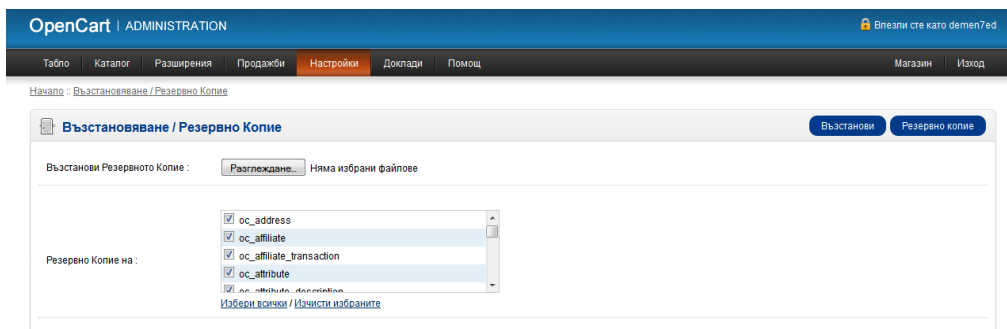 OpenCart | ADMINISTRATION
Влезли сте като demen7ed
Табло Каталог Разширения Продажби Настройки Доклади Помощ Магазин Изход
Начало :: Възстановяване / Резервно Копие
Възстановяване / Резервно Копие
Възстанови Резервно копие
Възстанови Резервното Копие :
Разглеждане... Няма избрани файлове
Резервно Копие на :
oc_address
oc_affiliate
oc_affiliate_transaction
oc_attribute
oc_attribute_description
Избери всички / Изчисти избраните